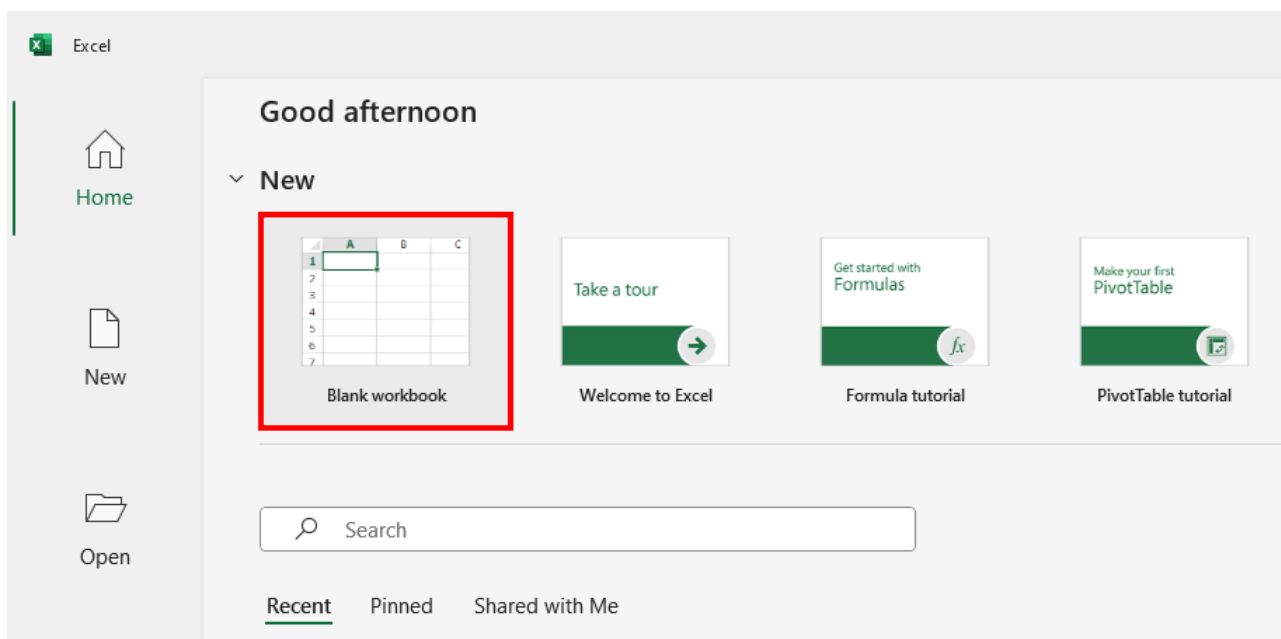 Excel
Good afternoon
Home
New
A B C
1
2
3
4
5
6
7
Blank workbook
Take a tour
Welcome to Excel
Get started with
Formulas
fx
Formula tutorial
Make your first
PivotTable
PivotTable tutorial
New
Search
Open
Recent Pinned Shared with Me